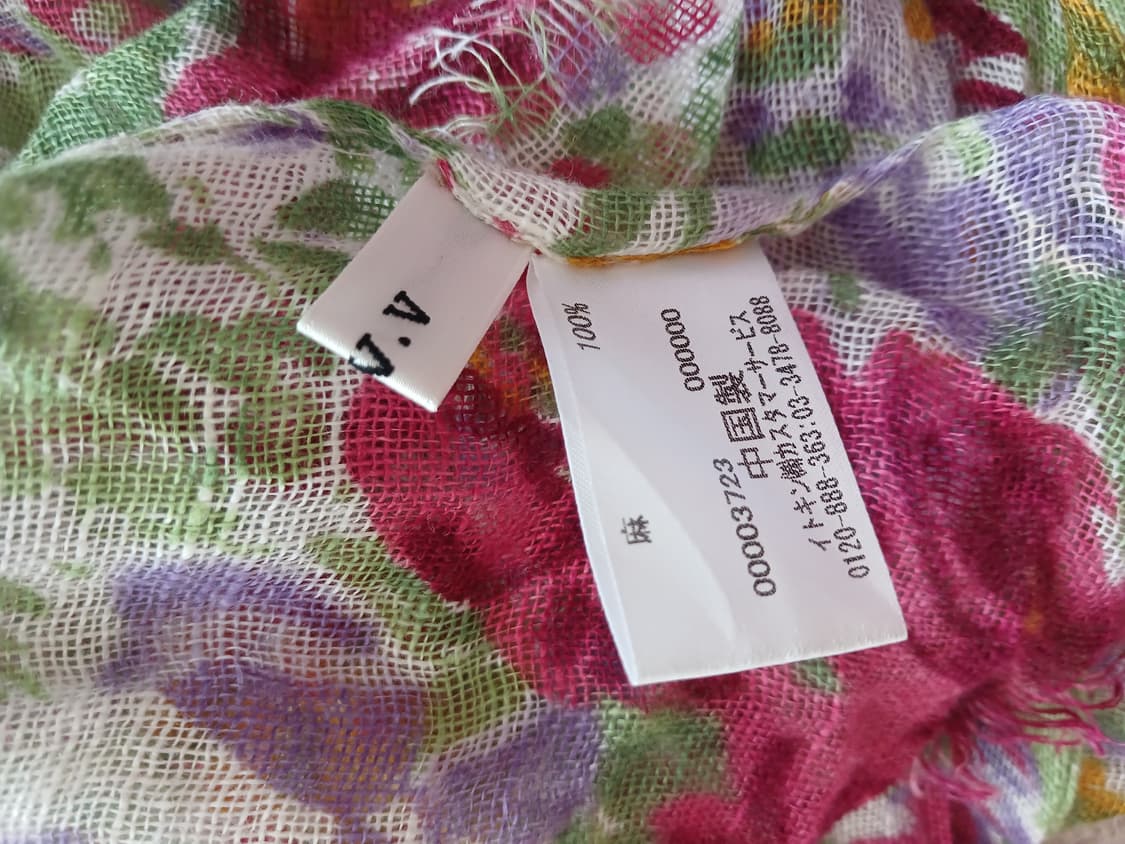 U.V
麻 100%
00003723 000000
中国製
イトキン㈱カスタマーサービス
0120-888-363:03-3478-8088